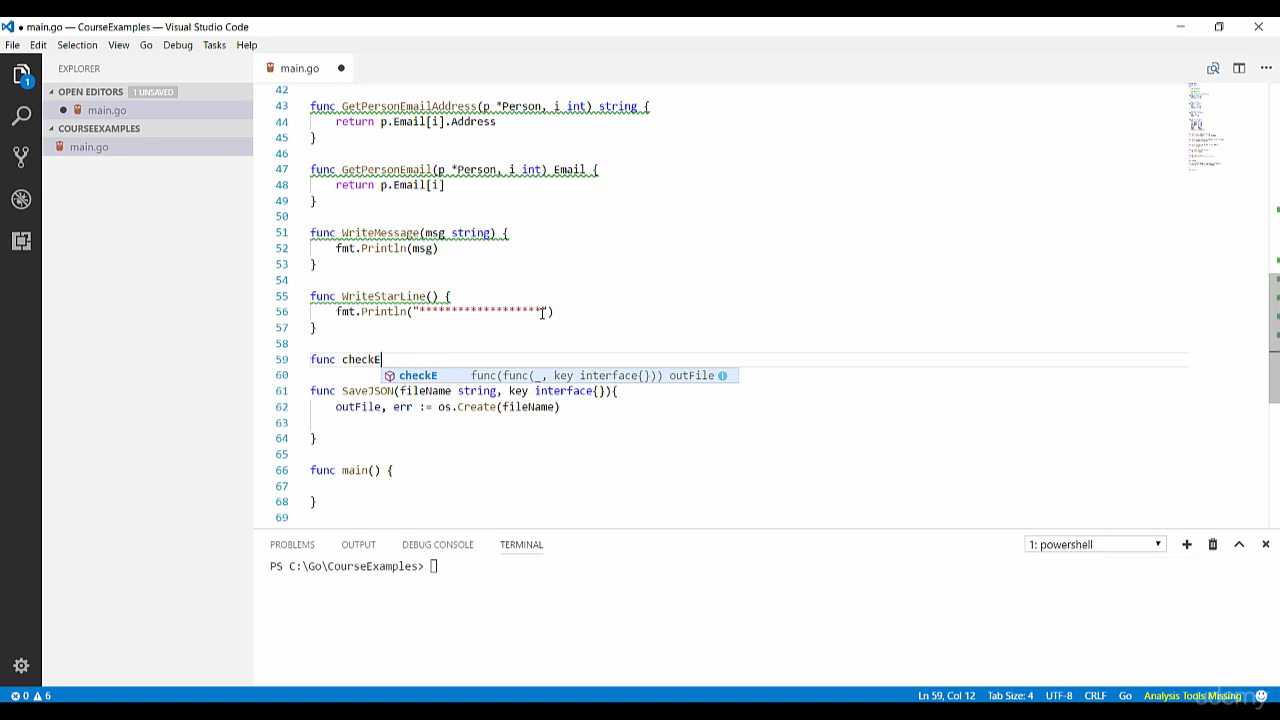 ● main.go — CourseExamples — Visual Studio Code
File Edit Selection View Go Debug Tasks Help
EXPLORER
main.go ●
OPEN EDITORS 1 UNSAVED
● main.go
COURSEEXAMPLES
main.go
1
42
43 func GetPersonEmailAddress(p *Person, i int) string {
44 return p.Email[i].Address
45 }
46
47 func GetPersonEmail(p *Person, i int) Email {
48 return p.Email[i]
49 }
50
51 func WriteMessage(msg string) {
52 fmt.Println(msg)
53 }
54
55 func WriteStarLine() {
56 fmt.Println("*******************")
57 }
58
59 func checkE
60 checkE func(func(_, key interface{})) outFile
61 func SaveJSON(fileName string, key interface{}){
62 outFile, err := os.Create(fileName)
63
64 }
65
66 func main() {
67
68 }
69
PROBLEMS OUTPUT DEBUG CONSOLE TERMINAL 1: powershell
PS C:\Go\CourseExamples>
0 6 Ln 59, Col 12 Tab Size: 4 UTF-8 CRLF Go Analysis Tools Missing
udemy